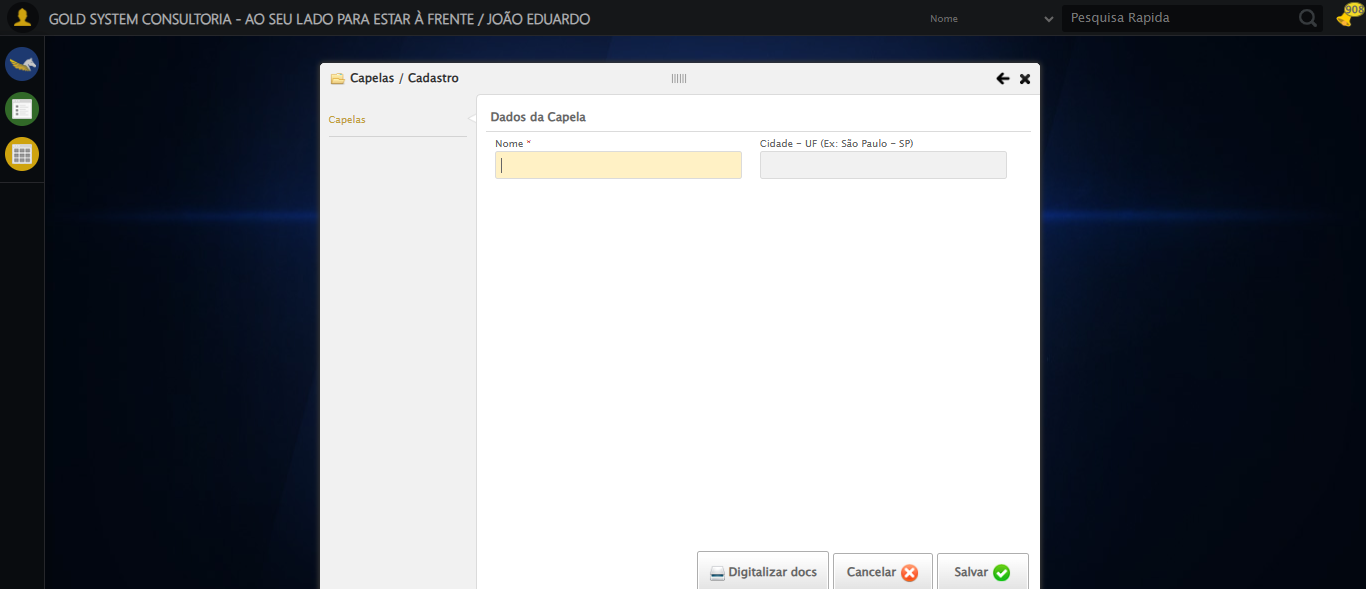 GOLD SYSTEM CONSULTORIA - AO SEU LADO PARA ESTAR À FRENTE / JOÃO EDUARDO
Nome
Pesquisa Rapida
908
Capelas / Cadastro
Capelas
Dados da Capela
Nome *
Cidade - UF (Ex: São Paulo - SP)
Digitalizar docs
Cancelar
Salvar